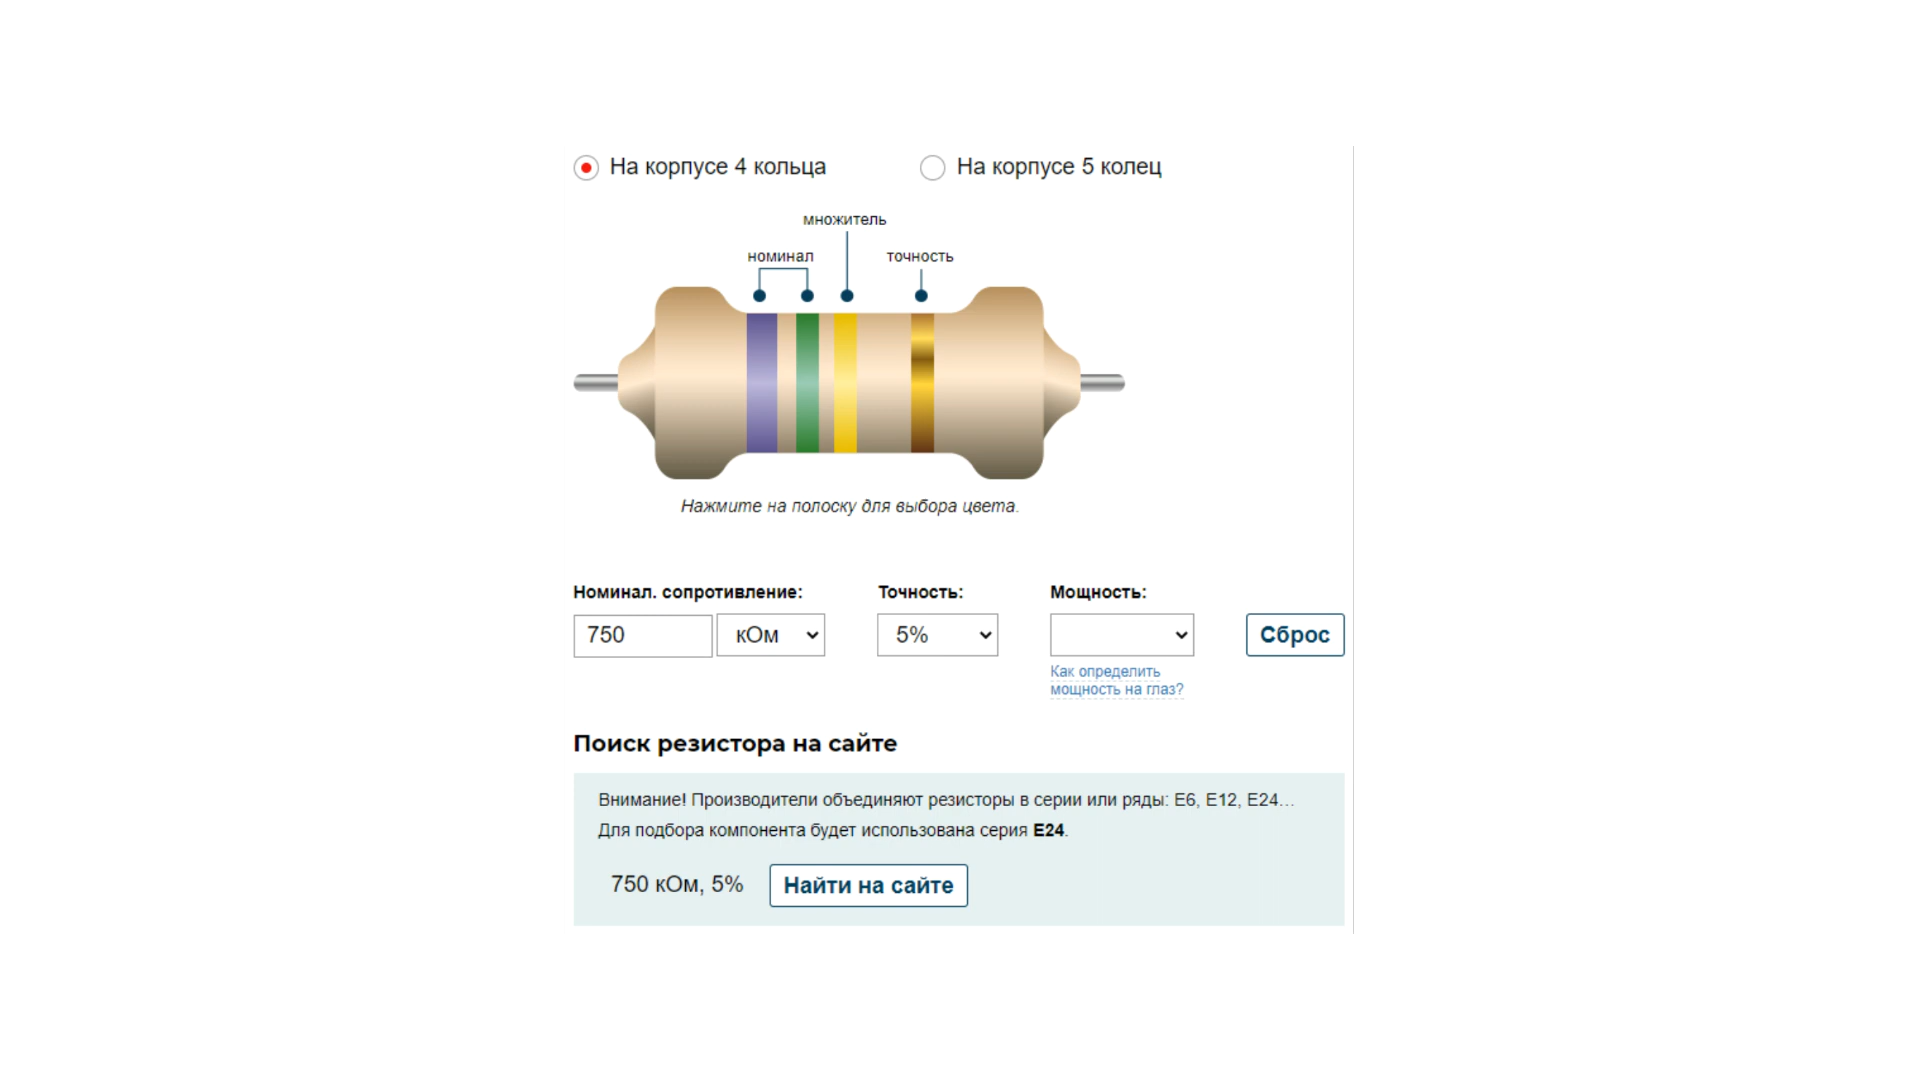 На корпусе 4 кольца На корпусе 5 колец
множитель
номинал точность
Нажмите на полоску для выбора цвета.
Номинал. сопротивление: Точность: Мощность:
750 кОм 5% Сброс
Как определить
мощность на глаз?
Поиск резистора на сайте
Внимание! Производители объединяют резисторы в серии или ряды: E6, E12, E24...
Для подбора компонента будет использована серия E24.
750 кОм, 5% Найти на сайте